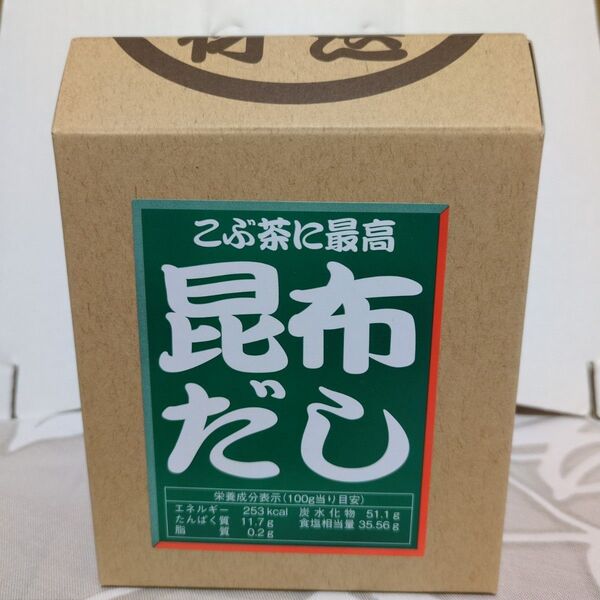 こぶ茶に最高
昆布
だし
栄養成分表示(100g当り目安)
エネルギー 253kcal 炭水化物 51.1g
たんぱく質 11.7g 食塩相当量 35.56g
脂質 0.2g